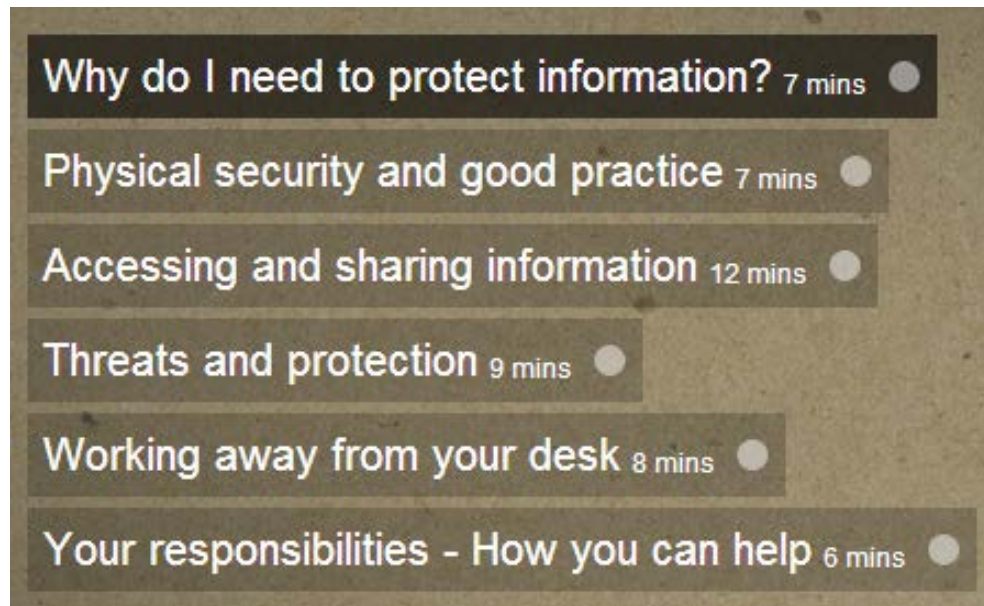 Why do I need to protect information? 7 mins
Physical security and good practice 7 mins
Accessing and sharing information 12 mins
Threats and protection 9 mins
Working away from your desk 8 mins
Your responsibilities - How you can help 6 mins